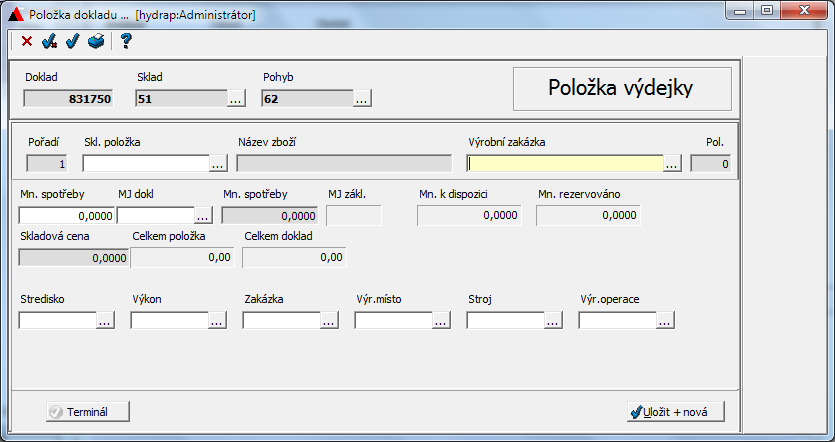 Položka dokladu ... [hydrap:Administrátor]
Doklad Sklad Pohyb
831750 51 ... 62 ...
Položka výdejky
Pořadí Skl. položka Název zboží Výrobní zakázka Pol.
1 ... ... 0
Mn. spotřeby MJ dokl Mn. spotřeby MJ zákl. Mn. k dispozici Mn. rezervováno
0,0000 ... 0,0000 0,0000 0,0000
Skladová cena Celkem položka Celkem doklad
0,0000 0,00 0,00
Stredisko Výkon Zakázka Výr.místo Stroj Výr.operace
... ... ... ... ... ...
Terminál Uložit + nová